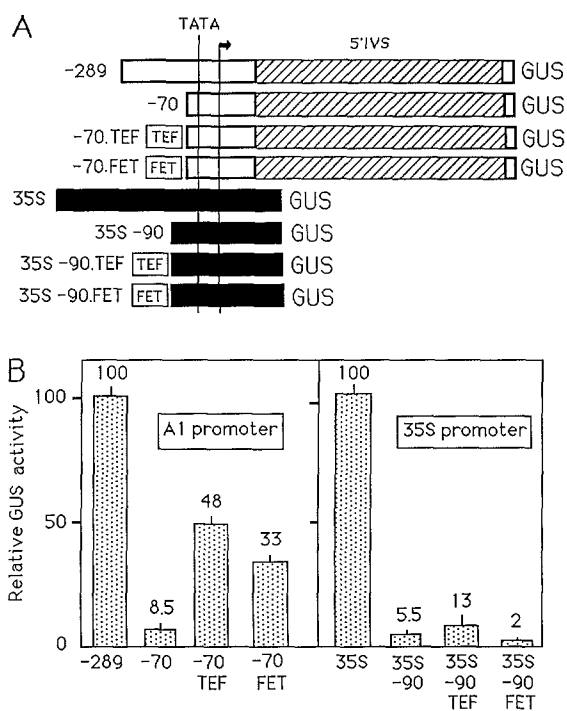 A
TATA
5'IVS
-289 GUS
-70 GUS
-70.TEF TEF GUS
-70.FET FET GUS
35S GUS
35S -90 GUS
35S -90.TEF TEF GUS
35S -90.FET FET GUS
B
Relative GUS activity
100
50
0
A1 promoter
100
8.5
48
33
-289
-70
-70 TEF
-70 FET
35S promoter
100
5.5
13
2
35S
35S -90
35S -90 TEF
35S -90 FET